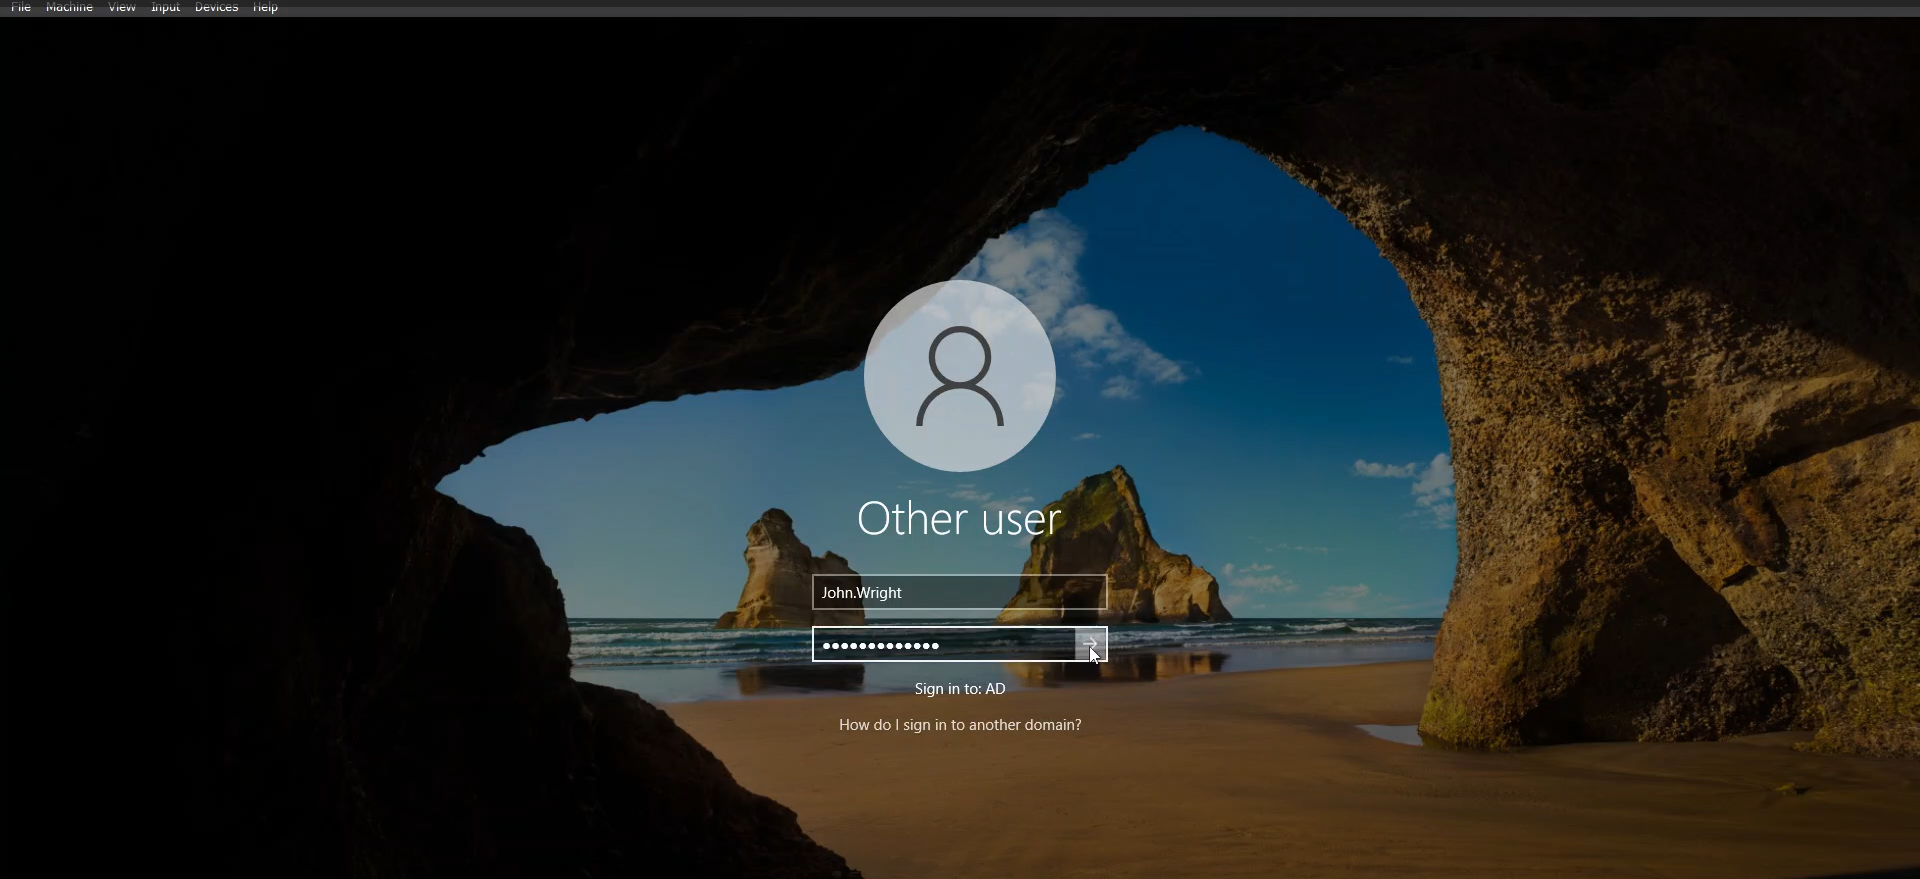 File Machine View Input Devices Help
Other user
John.Wright
Sign in to: AD
How do I sign in to another domain?